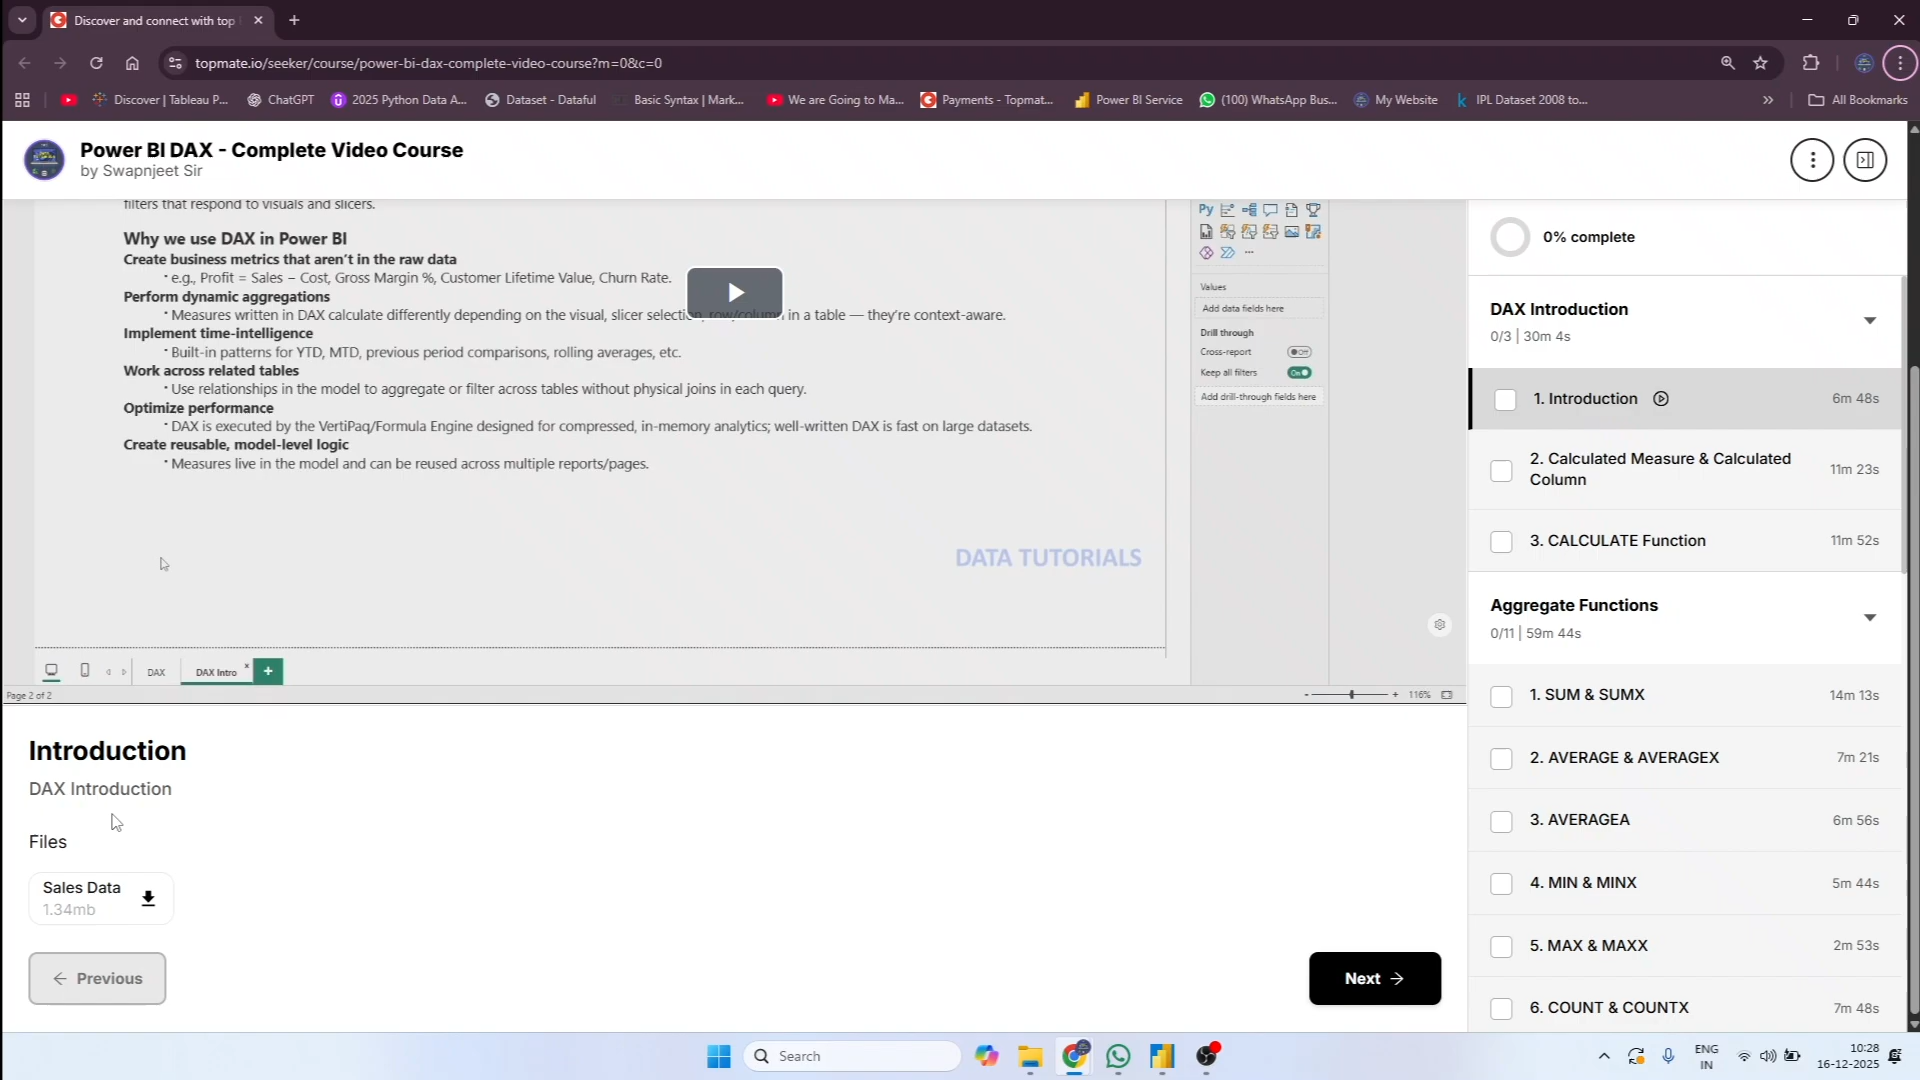 Discover and connect with top
topmate.io/seeker/course/power-bi-dax-complete-video-course?m=0&c=0
Discover | Tableau P...
ChatGPT
2025 Python Data A...
Dataset - Dataful
Basic Syntax | Mark...
We are Going to Ma...
Payments - Topmat...
Power BI Service
(100) WhatsApp Bus...
My Website
IPL Dataset 2008 to...
All Bookmarks
Power BI DAX - Complete Video Course
by Swapnjeet Sir
filters that respond to visuals and slicers.
Why we use DAX in Power BI
Create business metrics that aren't in the raw data
• e.g., Profit = Sales – Cost, Gross Margin %, Customer Lifetime Value, Churn Rate.
Perform dynamic aggregations
• Measures written in DAX calculate differently depending on the visual, slicer selection, row/column in a table — they're context-aware.
Implement time-intelligence
• Built-in patterns for YTD, MTD, previous period comparisons, rolling averages, etc.
Work across related tables
• Use relationships in the model to aggregate or filter across tables without physical joins in each query.
Optimize performance
• DAX is executed by the VertiPaq/Formula Engine designed for compressed, in-memory analytics; well-written DAX is fast on large datasets.
Create reusable, model-level logic
• Measures live in the model and can be reused across multiple reports/pages.
DATA TUTORIALS
Py
Values
Add data fields here
Drill through
Cross-report
Off
Keep all filters
On
Add drill-through fields here
DAX
DAX Intro
Page 2 of 2
116%
0% complete
DAX Introduction
0/3 | 30m 4s
1. Introduction
6m 48s
2. Calculated Measure & Calculated
Column
11m 23s
3. CALCULATE Function
11m 52s
Aggregate Functions
0/11 | 59m 44s
1. SUM & SUMX
14m 13s
2. AVERAGE & AVERAGEX
7m 21s
3. AVERAGEA
6m 56s
4. MIN & MINX
5m 44s
5. MAX & MAXX
2m 53s
6. COUNT & COUNTX
7m 48s
Introduction
DAX Introduction
Files
Sales Data
1.34mb
← Previous
Next →
Search
ENG
IN
10:28
16-12-2025